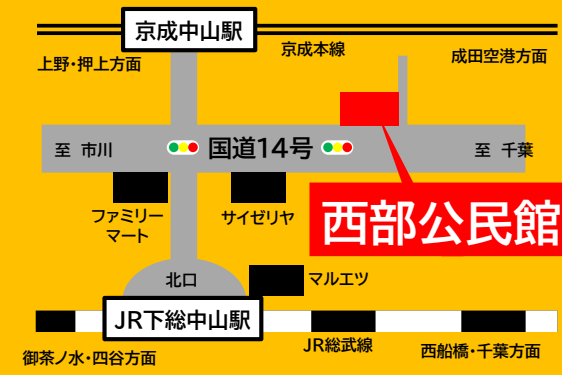 京成中山駅
京成本線
上野・押上方面
成田空港方面
至 市川
国道14号
至 千葉
ファミリー
マート
サイゼリヤ
西部公民館
北口
マルエツ
JR下総中山駅
JR総武線
御茶ノ水・四谷方面
西船橋・千葉方面